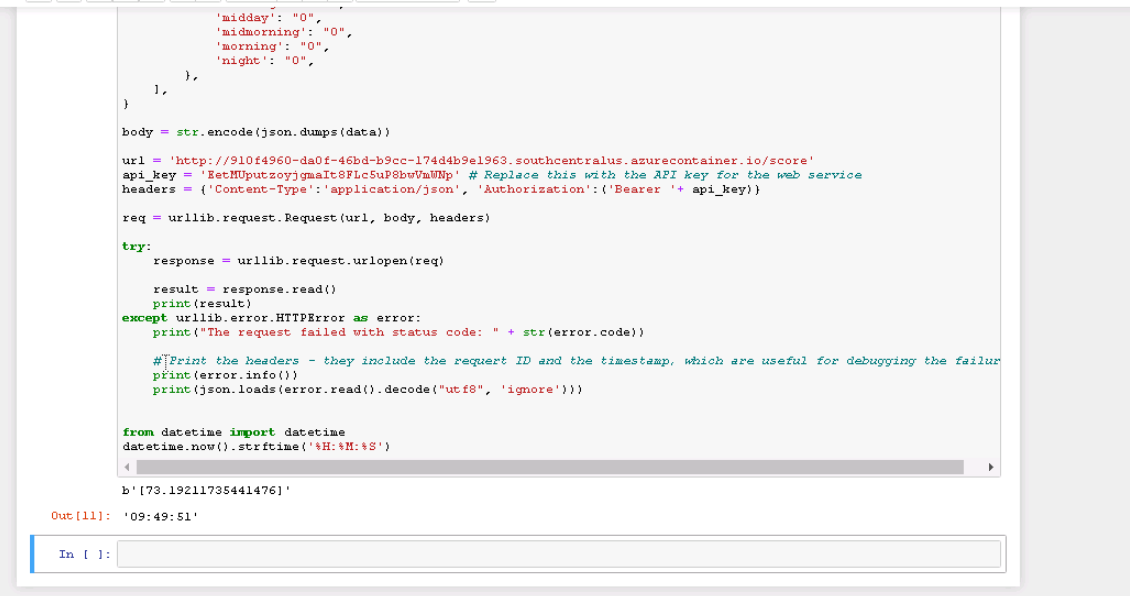 'midday': "0",
'midmorning': "0",
'morning': "0",
'night': "0",
},
],
}
body = str.encode(json.dumps(data))
url = 'http://910f4960-da0f-46bd-b9cc-174d4b9e1963.southcentralus.azurecontainer.io/score'
api_key = 'EetMUputzoyjgmaIt8FLc5uP8bwVmWNp' # Replace this with the API key for the web service
headers = {'Content-Type':'application/json', 'Authorization':('Bearer '+ api_key)}
req = urllib.request.Request(url, body, headers)
try:
response = urllib.request.urlopen(req)
result = response.read()
print(result)
except urllib.error.HTTPError as error:
print("The request failed with status code: " + str(error.code))
# Print the headers - they include the requert ID and the timestamp, which are useful for debugging the failur
print(error.info())
print(json.loads(error.read().decode("utf8", 'ignore')))
from datetime import datetime
datetime.now().strftime('%H:%M:%S')
b'[73.19211735441476]'
Out[11]: '09:49:51'
In [ ]: